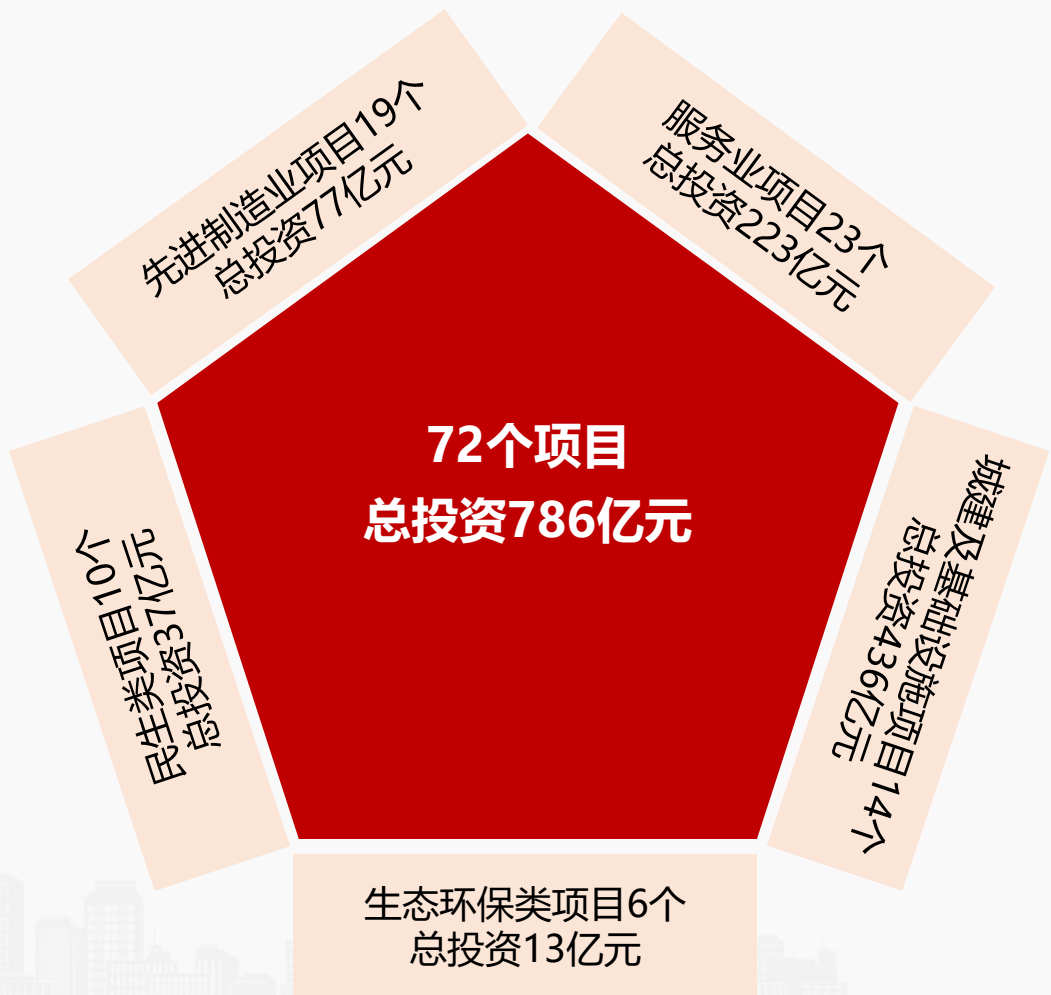 先进制造业项目19个
总投资77亿元
服务业项目23个
总投资223亿元
72个项目
总投资786亿元
民生类项目10个
总投资37亿元
城建及基础设施项目14个
总投资436亿元
生态环保类项目6个
总投资13亿元